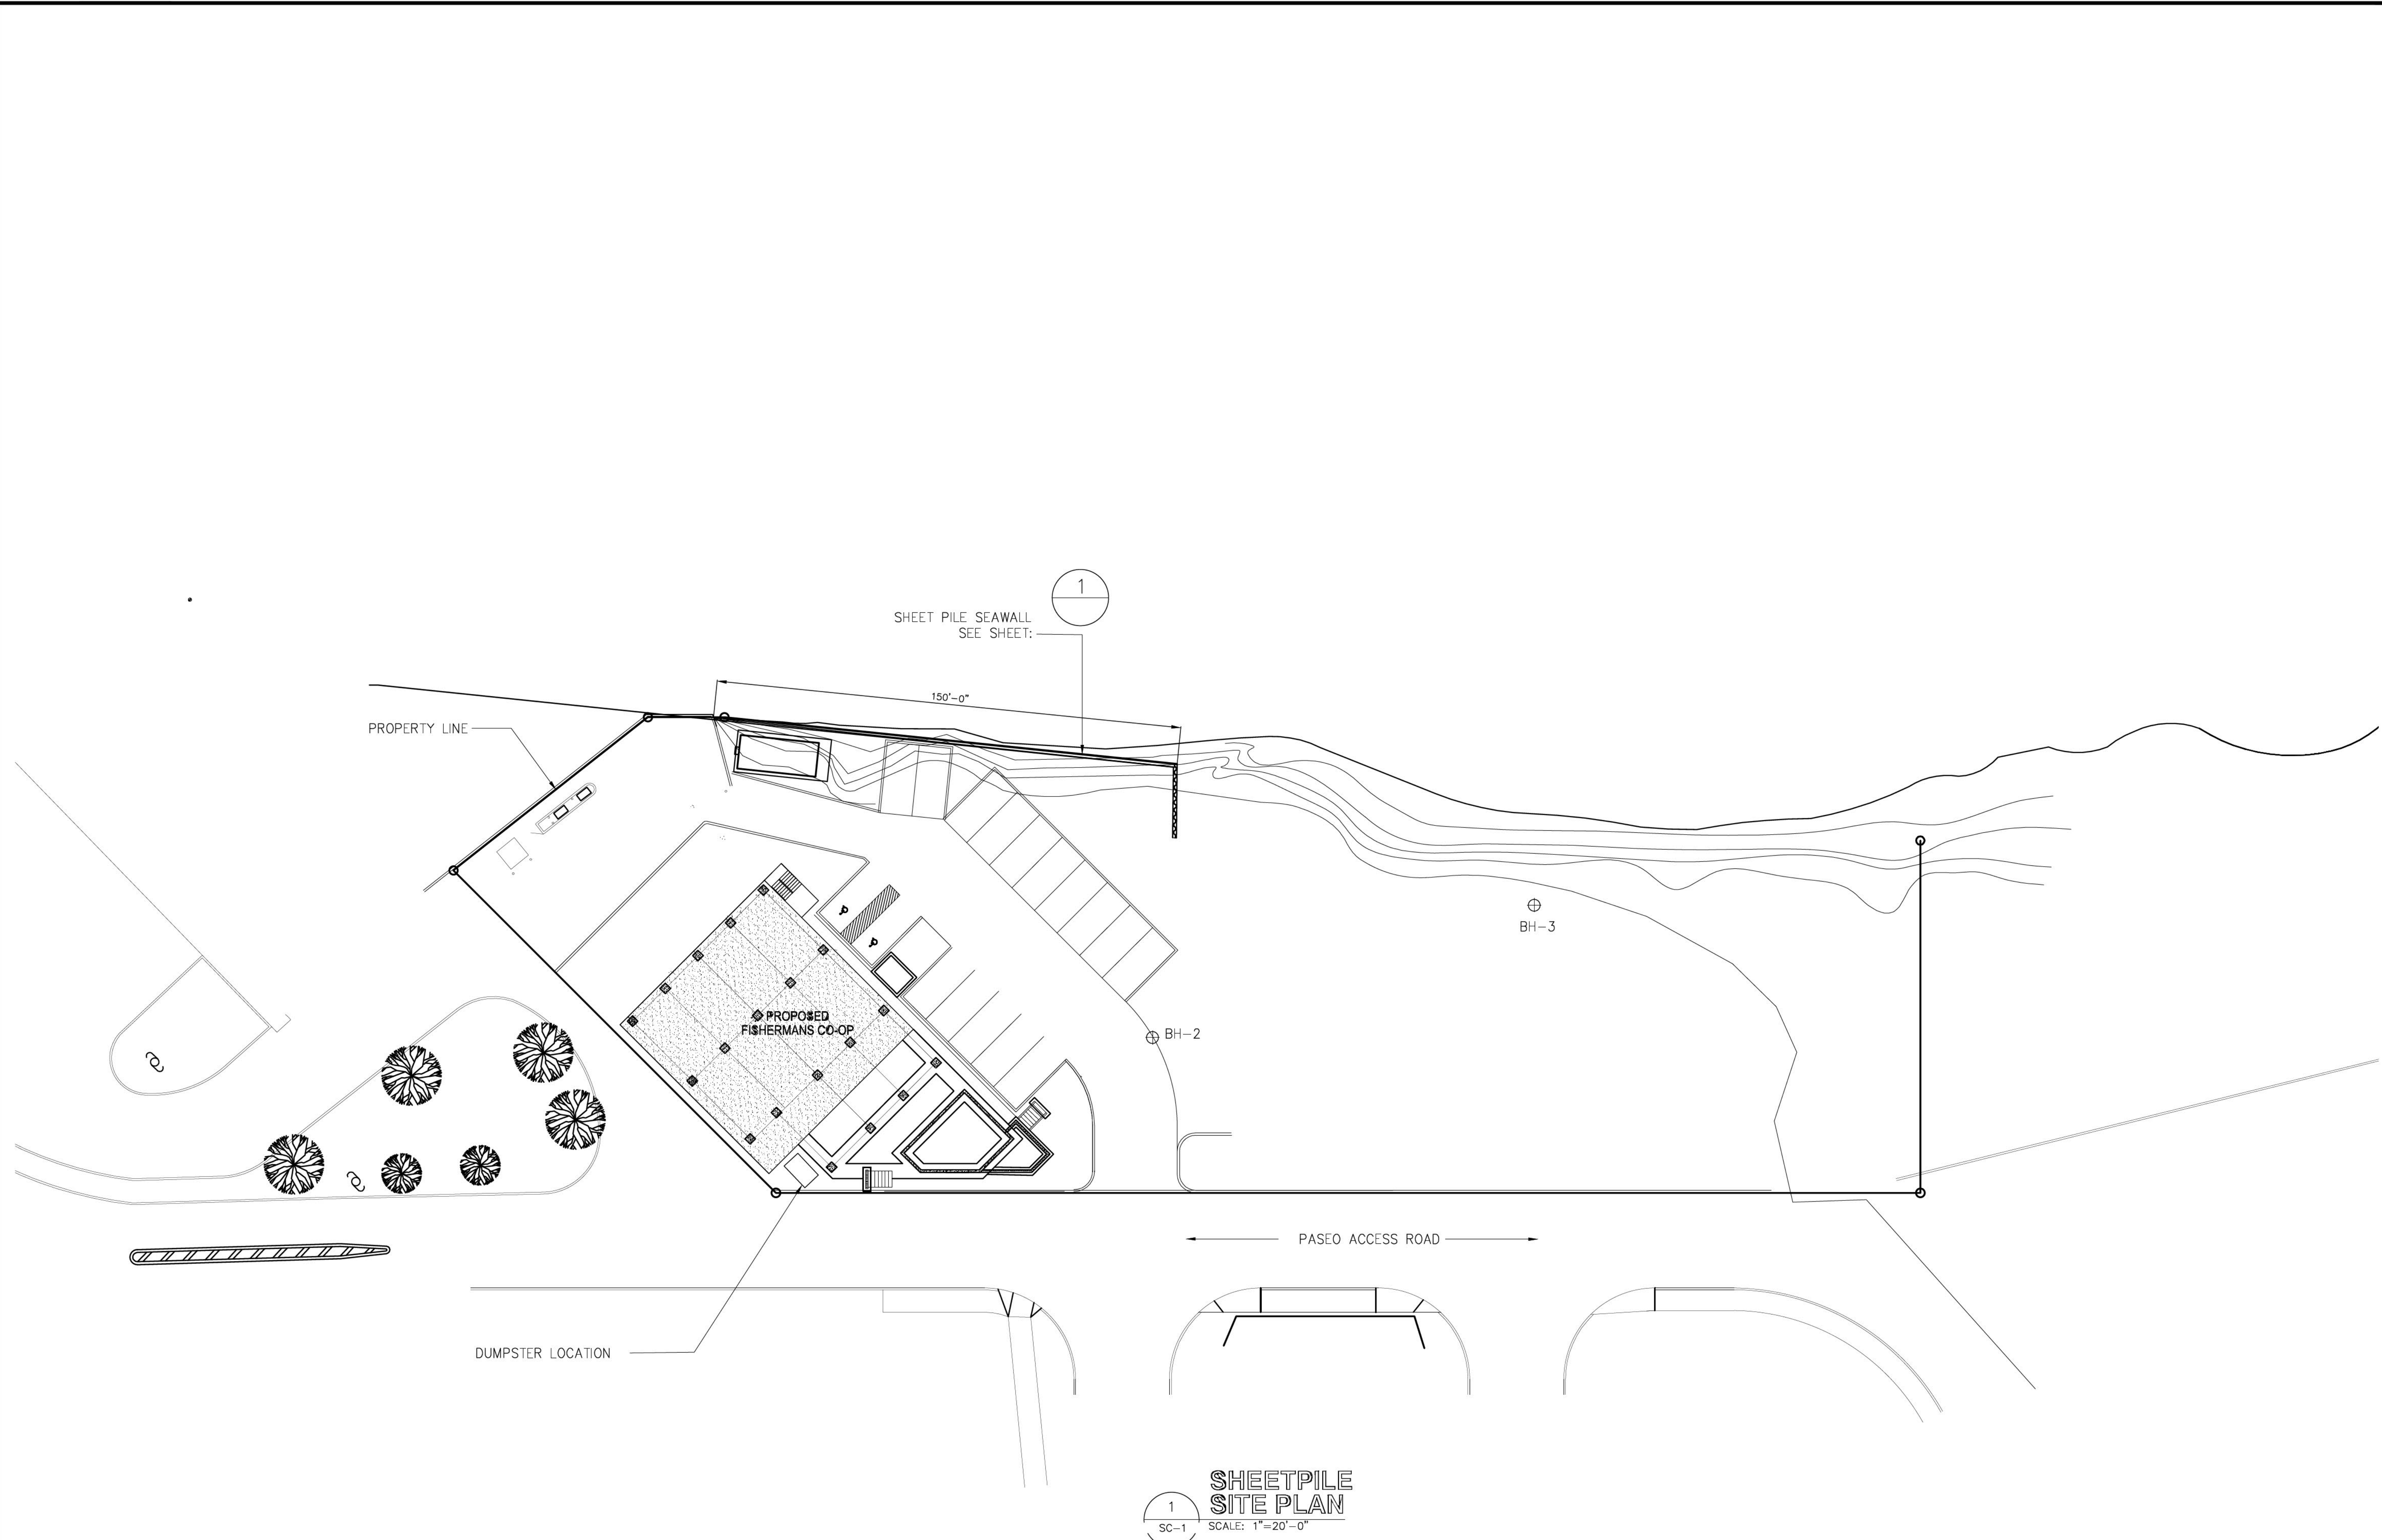 1
SHEET PILE SEAWALL
SEE SHEET:
150'-0"
PROPERTY LINE
BH-3
PROPOSED
FISHERMANS CO-OP
BH-2
PASEO ACCESS ROAD
DUMPSTER LOCATION
SHEETPILE
SITE PLAN
1
SC-1
SCALE: 1"=20'-0"